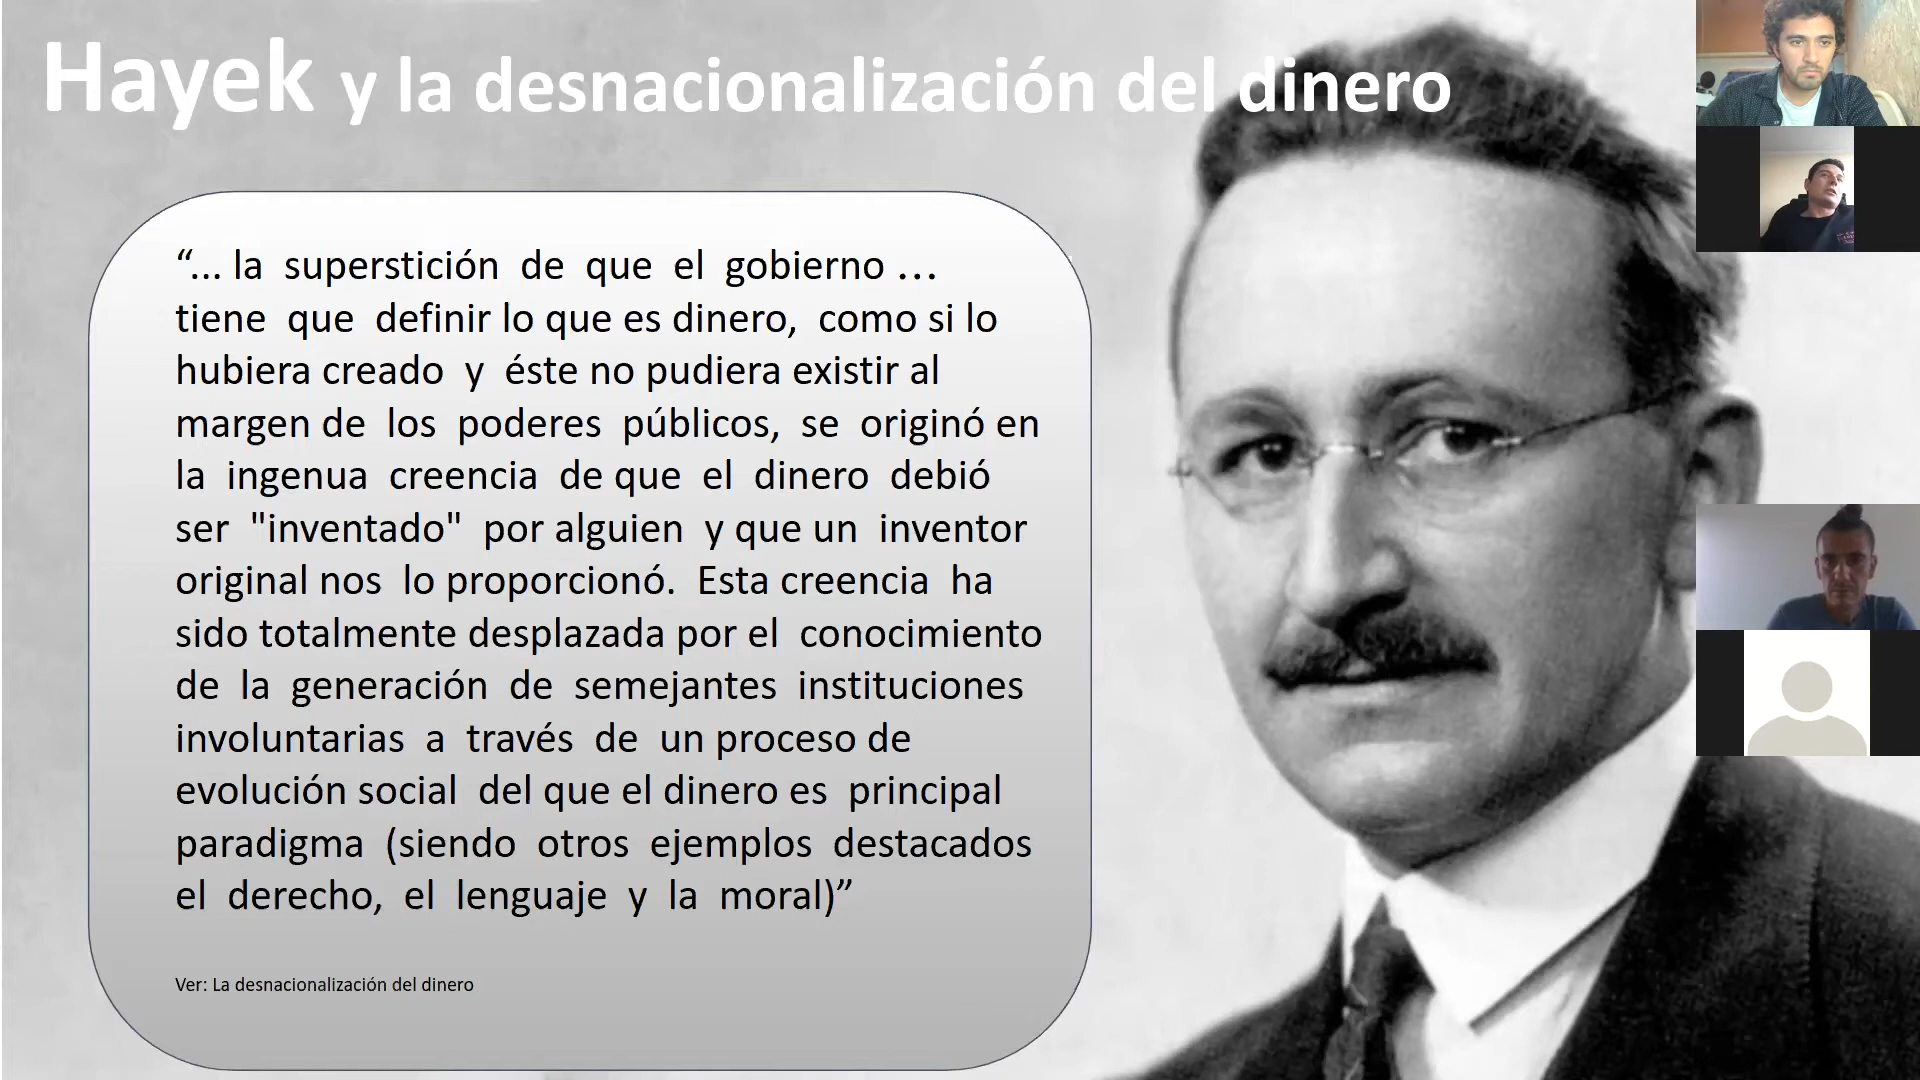 Hayek y la desnacionalización del dinero
“... la superstición de que el gobierno ...
tiene que definir lo que es dinero, como si lo
hubiera creado y éste no pudiera existir al
margen de los poderes públicos, se originó en
la ingenua creencia de que el dinero debió
ser "inventado" por alguien y que un inventor
original nos lo proporcionó. Esta creencia ha
sido totalmente desplazada por el conocimiento
de la generación de semejantes instituciones
involuntarias a través de un proceso de
evolución social del que el dinero es principal
paradigma (siendo otros ejemplos destacados
el derecho, el lenguaje y la moral)”
Ver: La desnacionalización del dinero